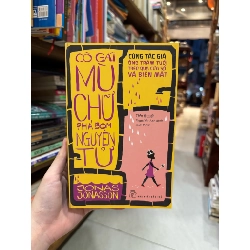 CÔ GÁI
MÙ
CHỮ
PHÁ BOM
NGUYÊN
TỬ
CÙNG TÁC GIẢ
ÔNG TRĂM TUỔI
TRÈO QUA CỬA SỔ
VÀ BIẾN MẤT
JONAS
JONASSON